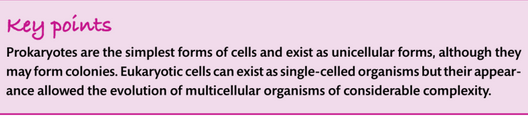 Key points
Prokaryotes are the simplest forms of cells and exist as unicellular forms, although they
may form colonies. Eukaryotic cells can exist as single-celled organisms but their appear-
ance allowed the evolution of multicellular organisms of considerable complexity.